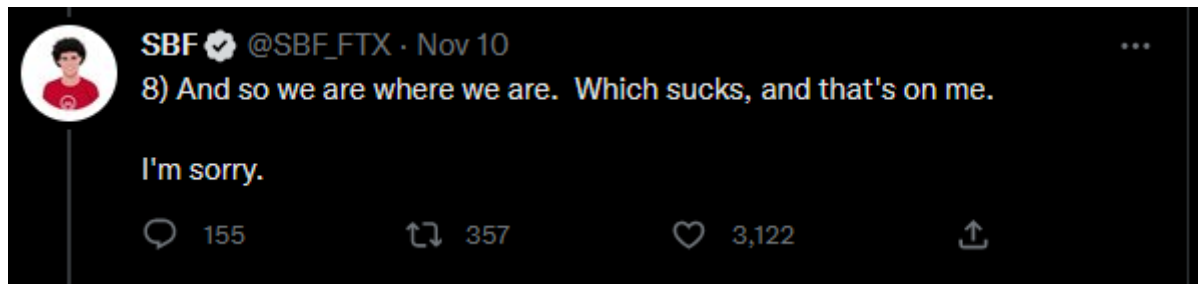 SBF @SBF_FTX · Nov 10
8) And so we are where we are.  Which sucks, and that's on me.
I'm sorry.
155 357 3,122